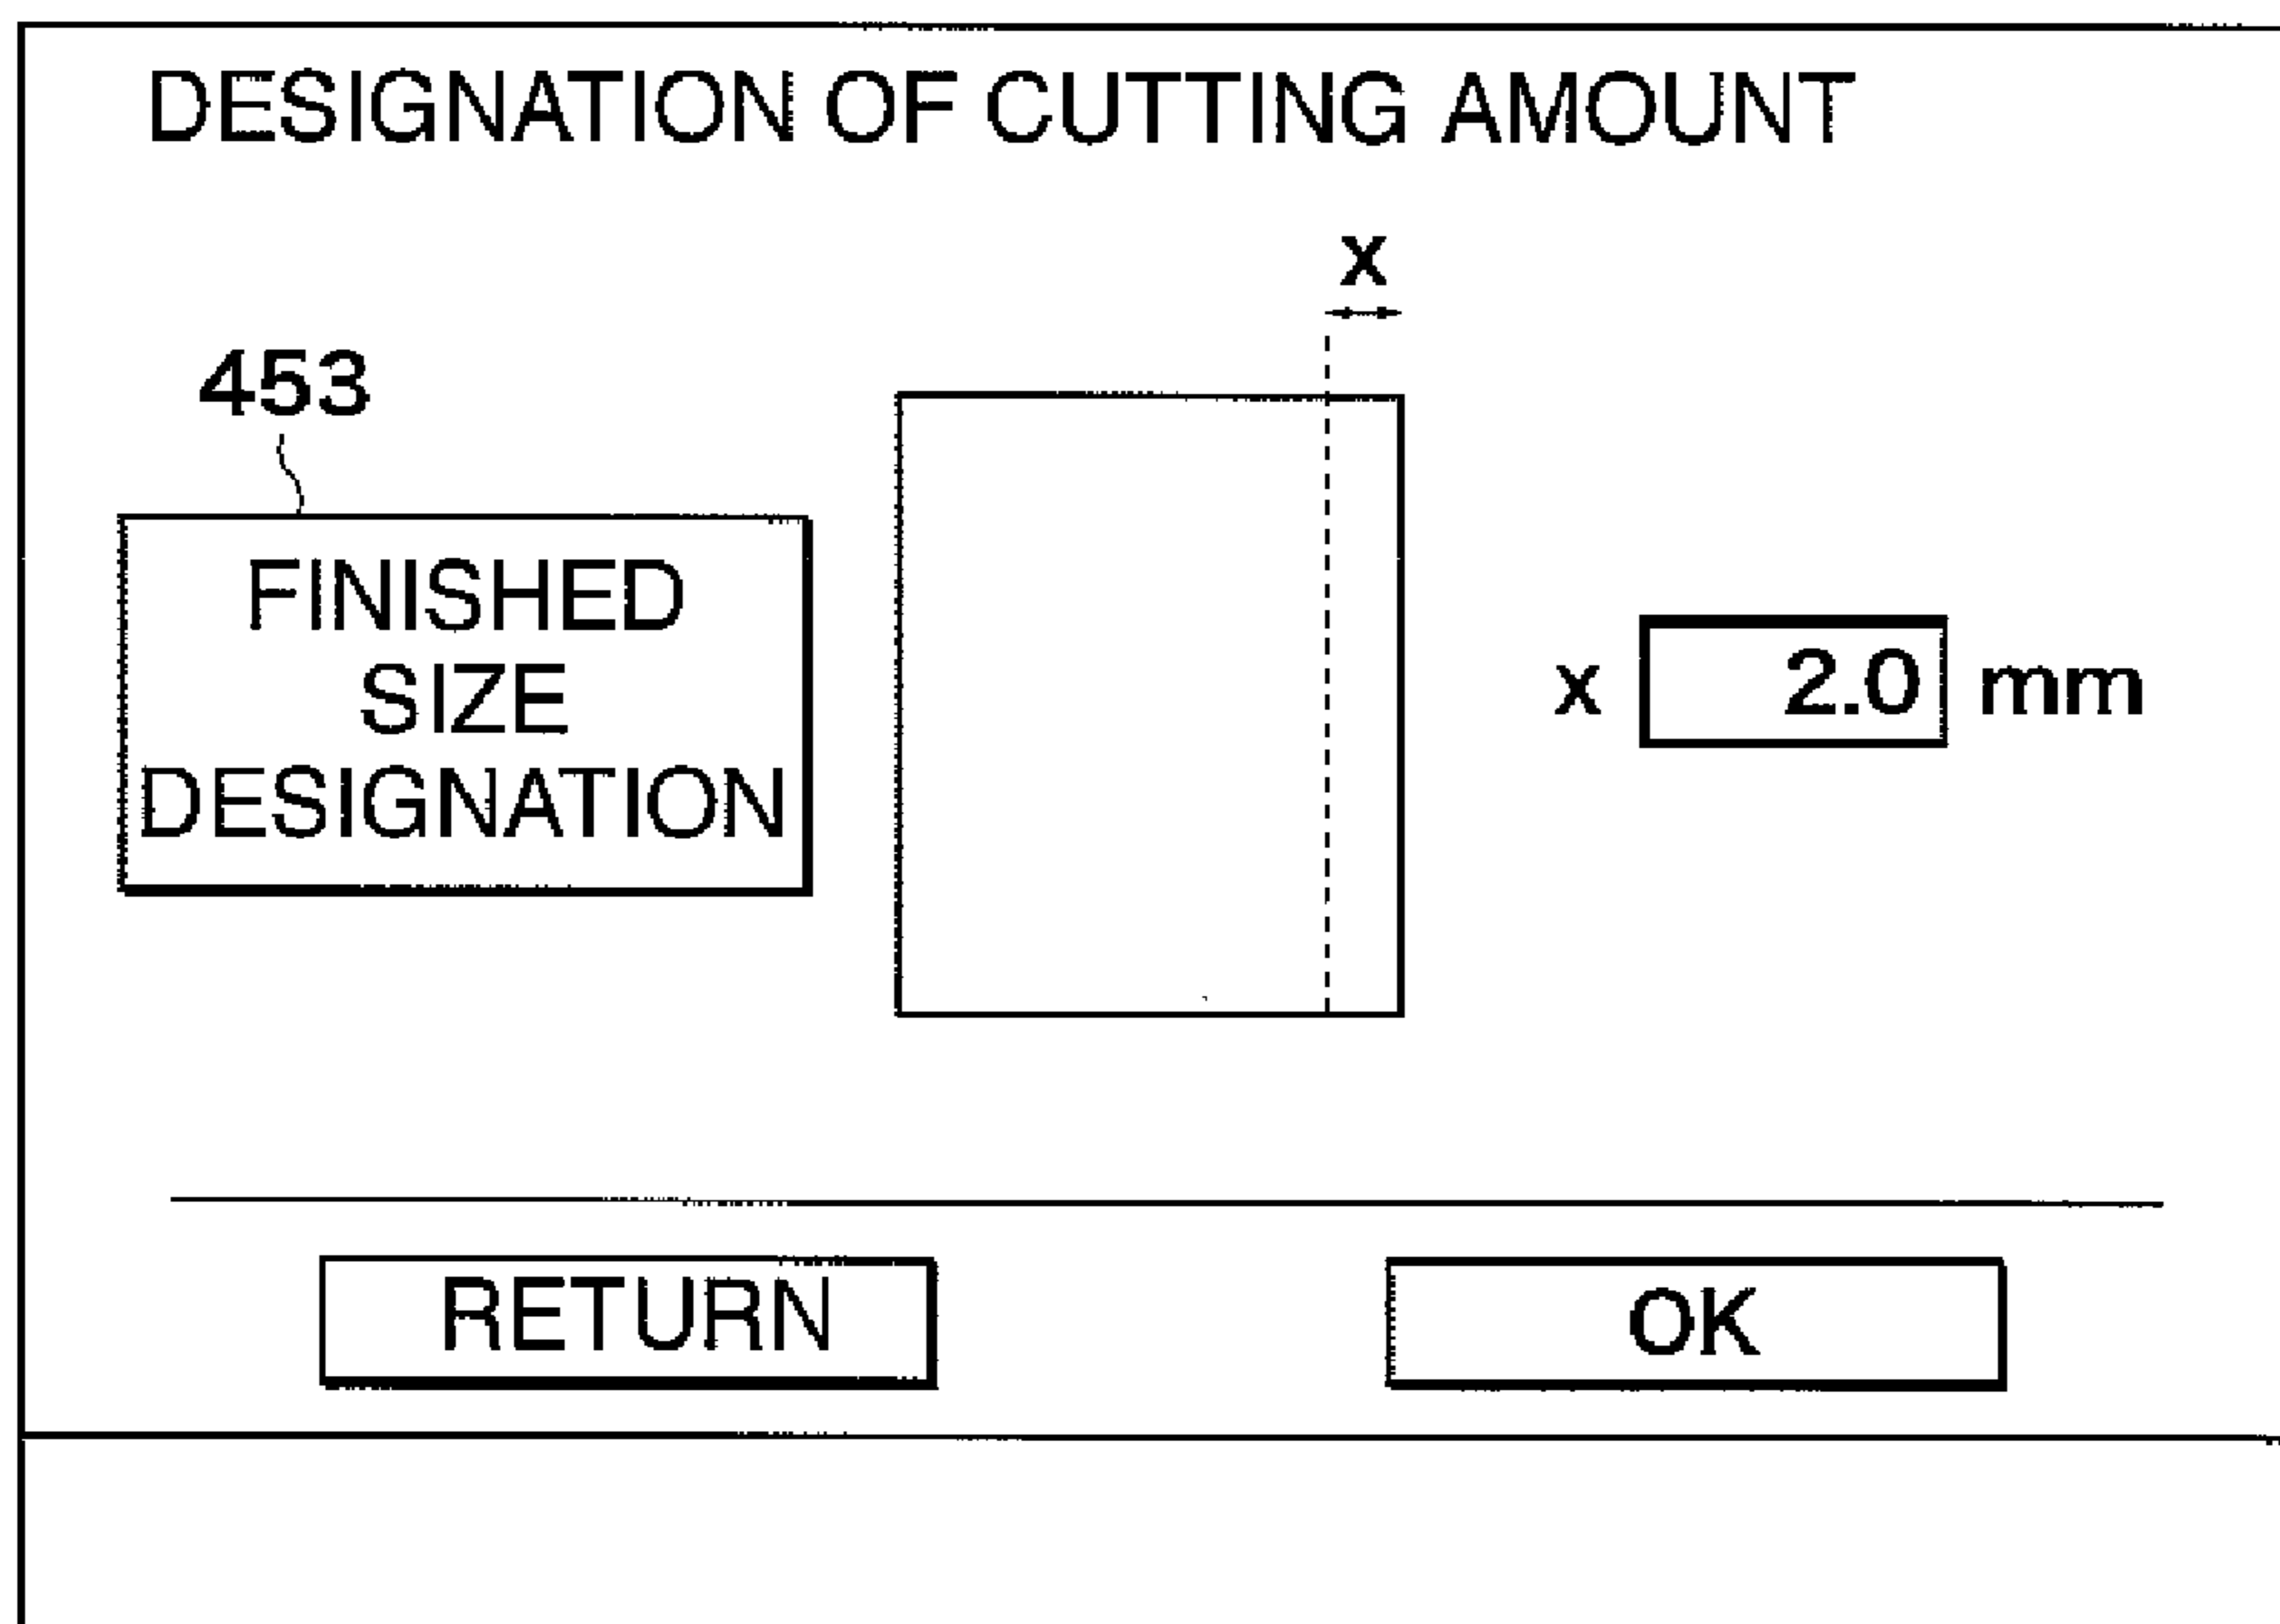 DESIGNATION OF CUTTING AMOUNT
x
453
FINISHED
SIZE
DESIGNATION
x 2.0 mm
RETURN
OK